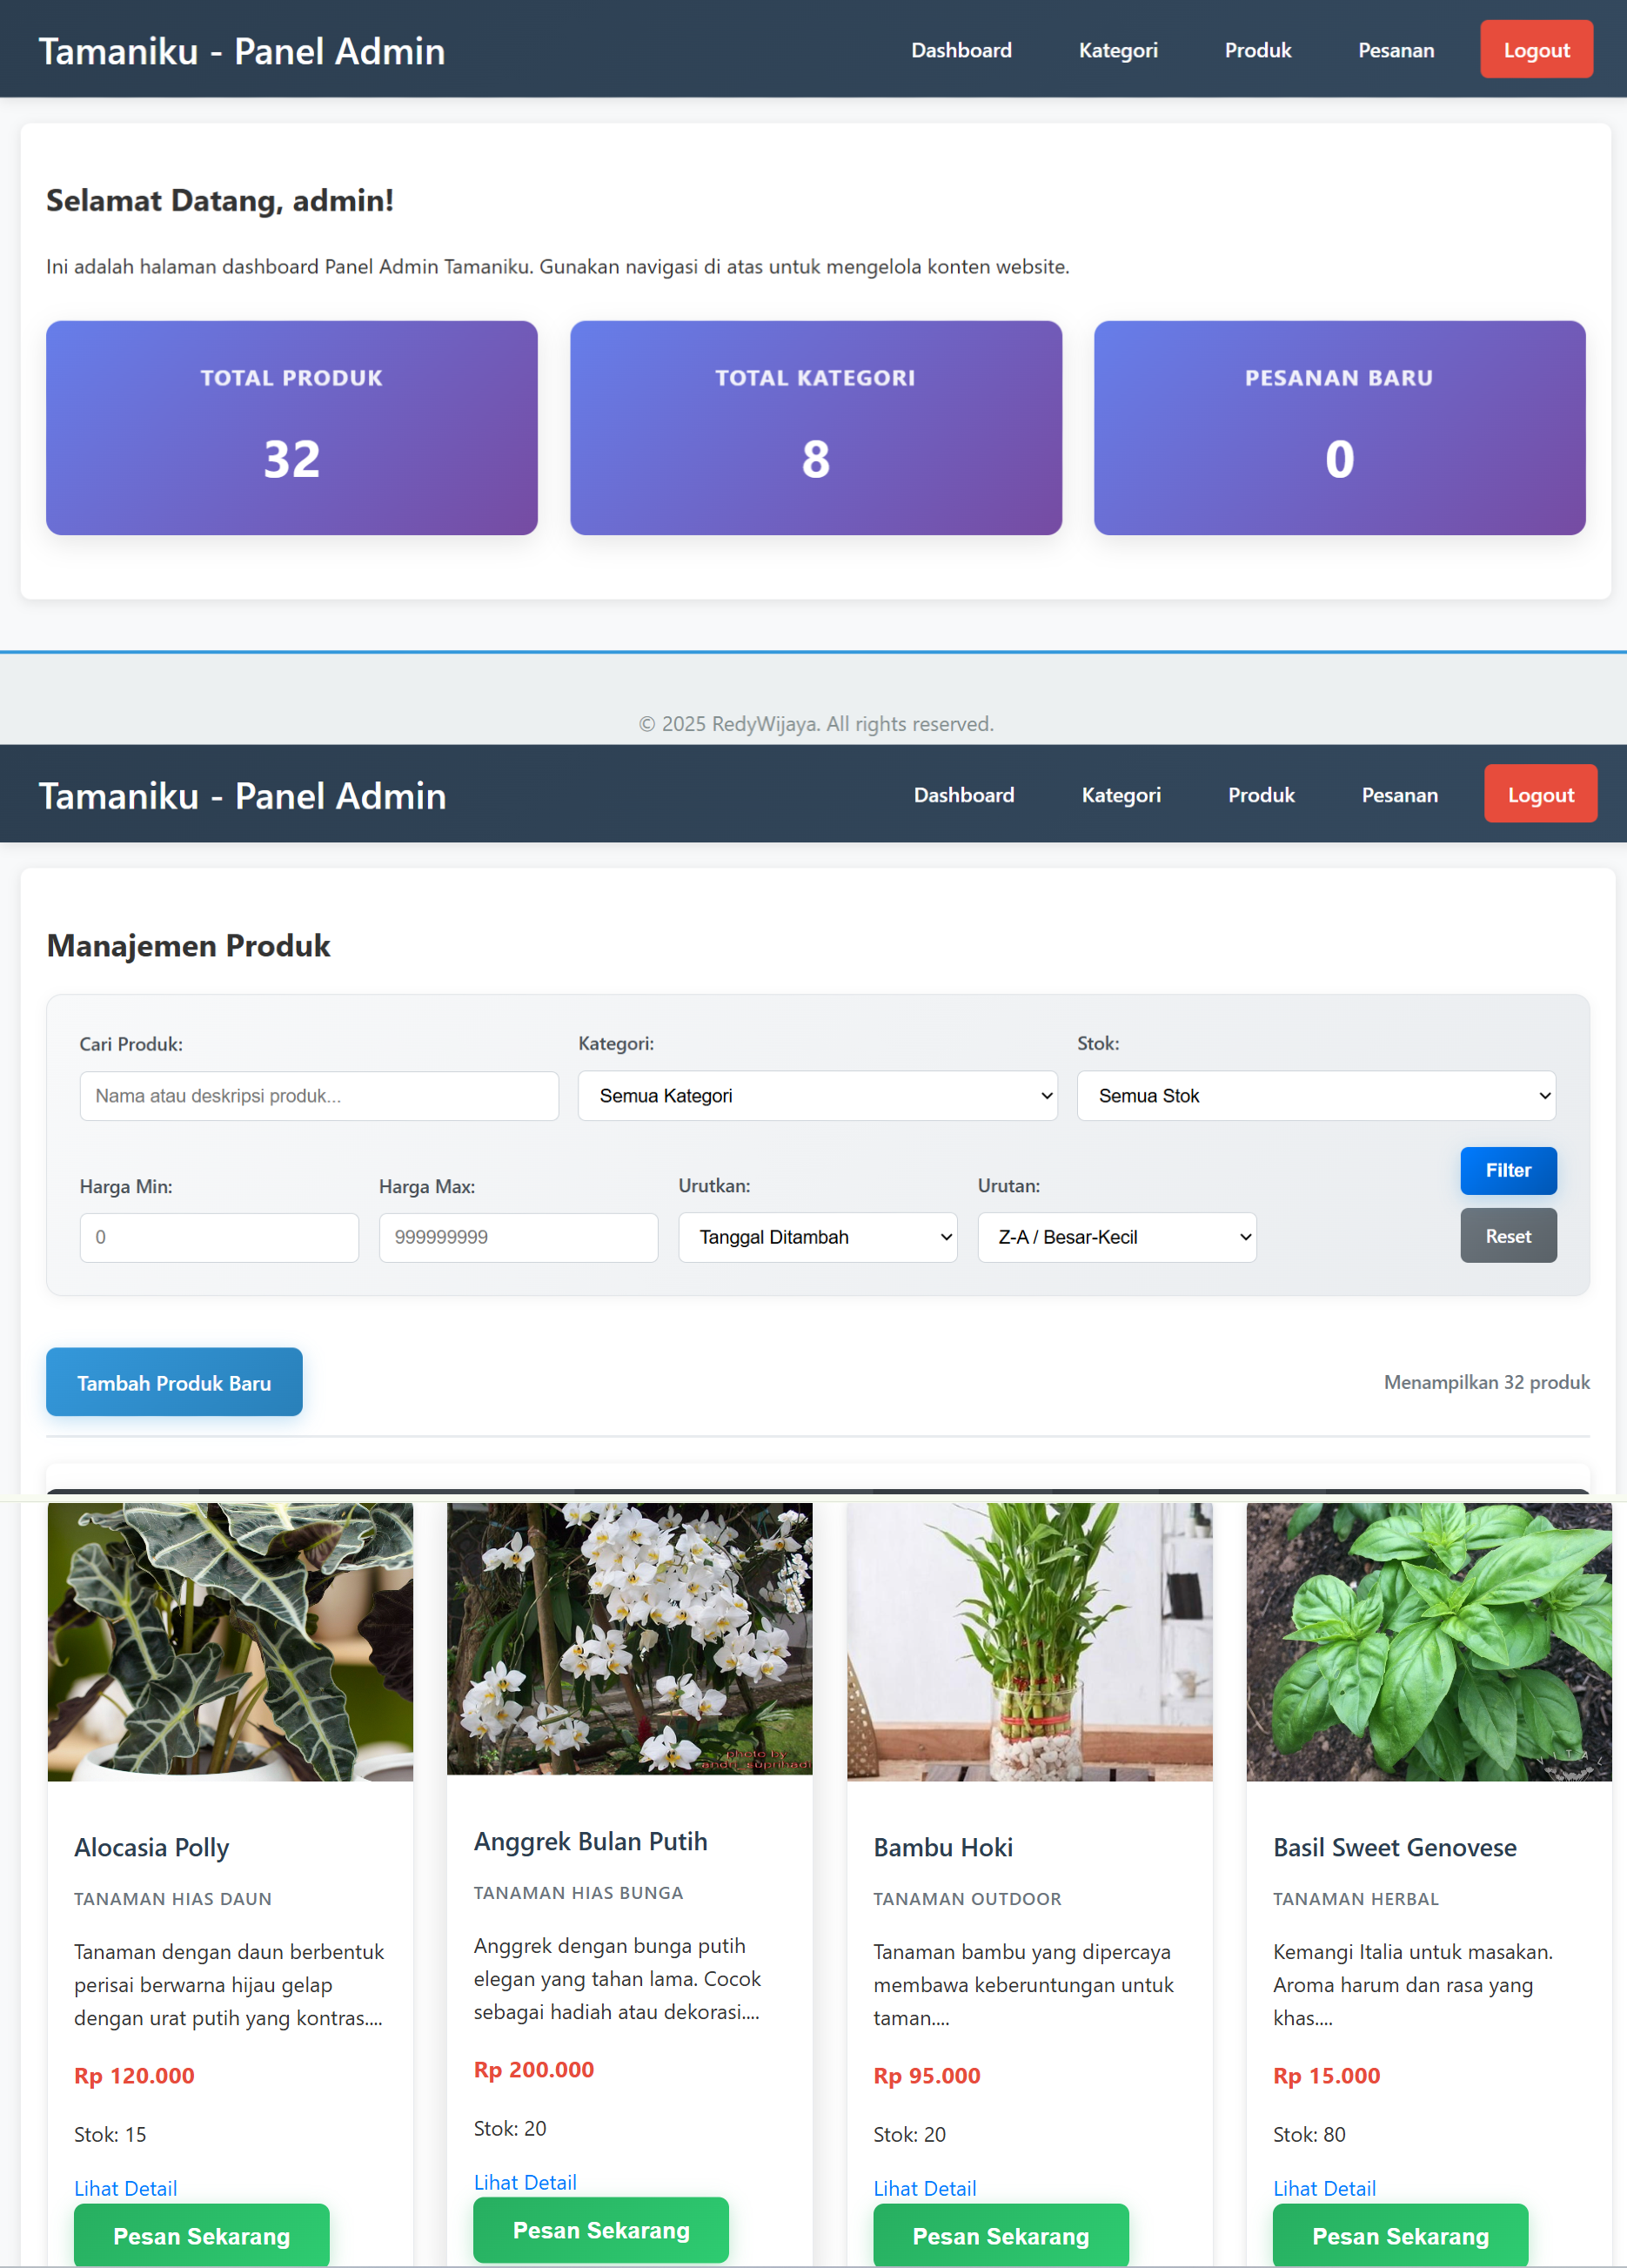 Tamaniku - Panel Admin
Dashboard
Kategori
Produk
Pesanan
Logout
Selamat Datang, admin!
Ini adalah halaman dashboard Panel Admin Tamaniku. Gunakan navigasi di atas untuk mengelola konten website.
TOTAL PRODUK
32
TOTAL KATEGORI
8
PESANAN BARU
0
© 2025 RedyWijaya. All rights reserved.
Tamaniku - Panel Admin
Dashboard
Kategori
Produk
Pesanan
Logout
Manajemen Produk
Cari Produk:
Nama atau deskripsi produk...
Kategori:
Semua Kategori
Stok:
Semua Stok
Harga Min:
0
Harga Max:
999999999
Urutkan:
Tanggal Ditambah
Urutan:
Z-A / Besar-Kecil
Filter
Reset
Tambah Produk Baru
Menampilkan 32 produk
Alocasia Polly
TANAMAN HIAS DAUN
Tanaman dengan daun berbentuk
perisai berwarna hijau gelap
dengan urat putih yang kontras....
Rp 120.000
Stok: 15
Lihat Detail
Pesan Sekarang
photo by
andri suprihadi
Anggrek Bulan Putih
TANAMAN HIAS BUNGA
Anggrek dengan bunga putih
elegan yang tahan lama. Cocok
sebagai hadiah atau dekorasi....
Rp 200.000
Stok: 20
Lihat Detail
Pesan Sekarang
Bambu Hoki
TANAMAN OUTDOOR
Tanaman bambu yang dipercaya
membawa keberuntungan untuk
taman....
Rp 95.000
Stok: 20
Lihat Detail
Pesan Sekarang
Basil Sweet Genovese
TANAMAN HERBAL
Kemangi Italia untuk masakan.
Aroma harum dan rasa yang
khas....
Rp 15.000
Stok: 80
Lihat Detail
Pesan Sekarang